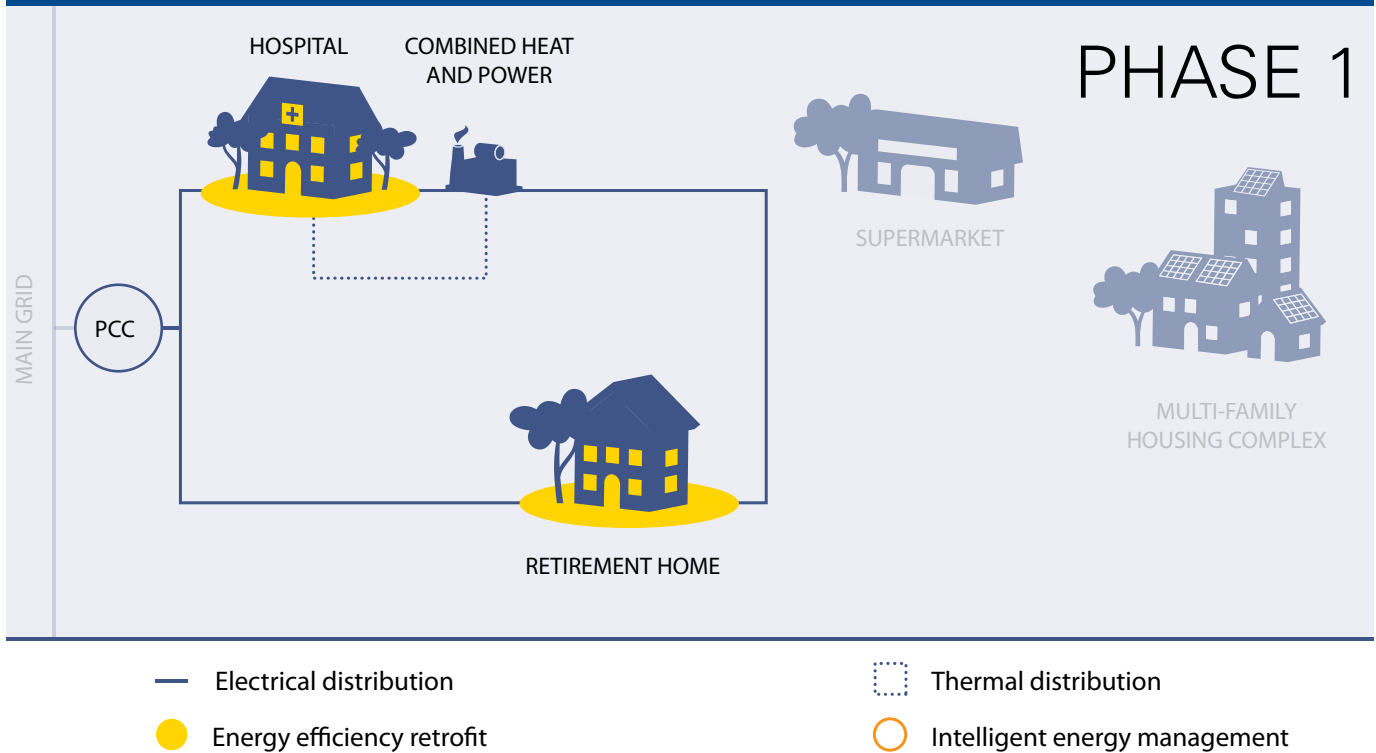 PHASE 1
HOSPITAL
COMBINED HEAT
AND POWER
SUPERMARKET
MAIN GRID
PCC
MULTI-FAMILY
HOUSING COMPLEX
RETIREMENT HOME
Electrical distribution
Thermal distribution
Energy efficiency retrofit
Intelligent energy management